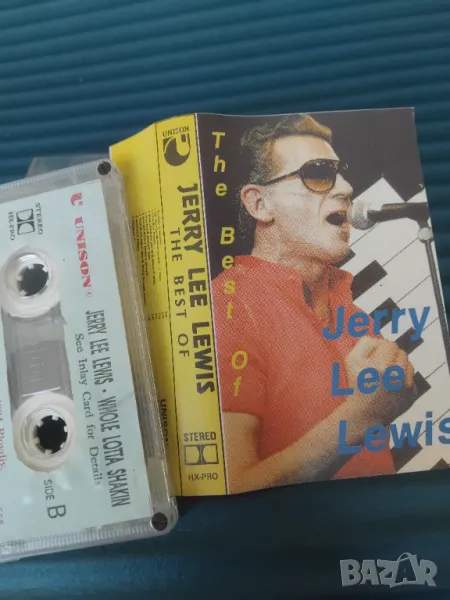 STEREO
HX-PRO
UNISON
JERRY LEE LEWIS • WHOLE LOTTA SHAKIN
See Inlay Card for Details
SIDE B
UNISON
JERRY LEE LEWIS
THE BEST OF
STEREO
HX-PRO
The Best Of
Jerry
Lee
Lewis
BAZAR